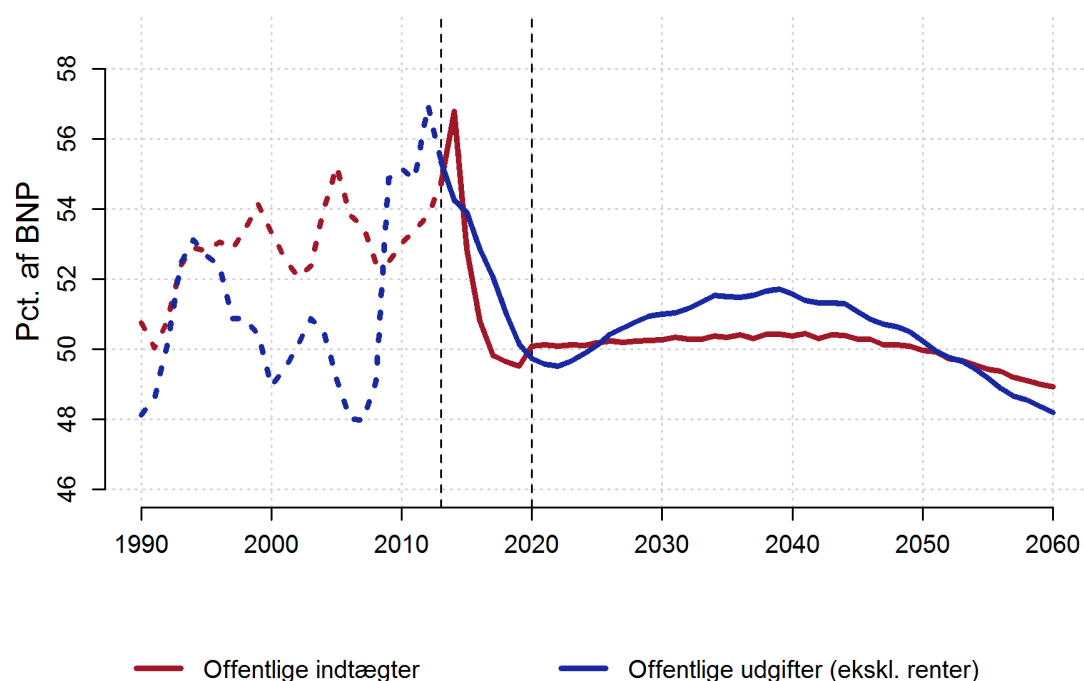 Pct. af BNP
58
56
54
52
50
48
46
1990 2000 2010 2020 2030 2040 2050 2060
Offentlige indtægter Offentlige udgifter (ekskl. renter)